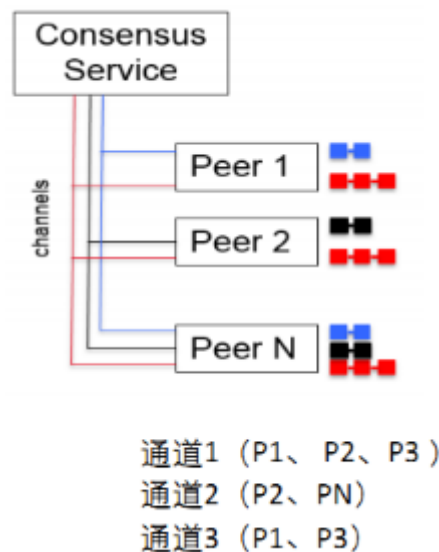 Consensus
Service
channels
Peer 1
Peer 2
Peer N
通道1（P1、 P2、P3 ）
通道2（P2、PN）
通道3（P1、P3）